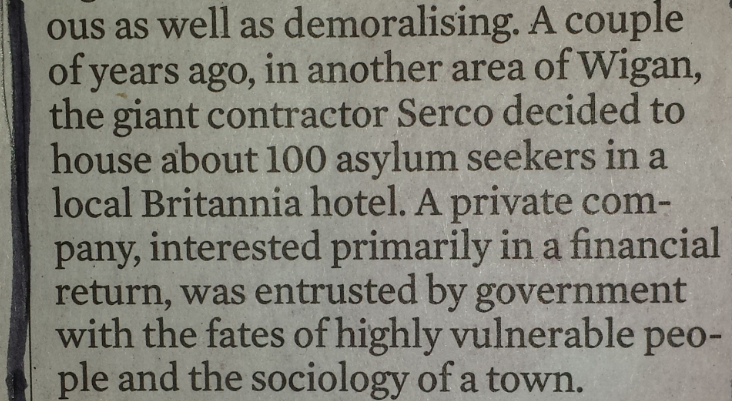 ous as well as demoralising. A couple
of years ago, in another area of Wigan,
the giant contractor Serco decided to
house about 100 asylum seekers in a
local Britannia hotel. A private com-
pany, interested primarily in a financial
return, was entrusted by government
with the fates of highly vulnerable peo-
ple and the sociology of a town.